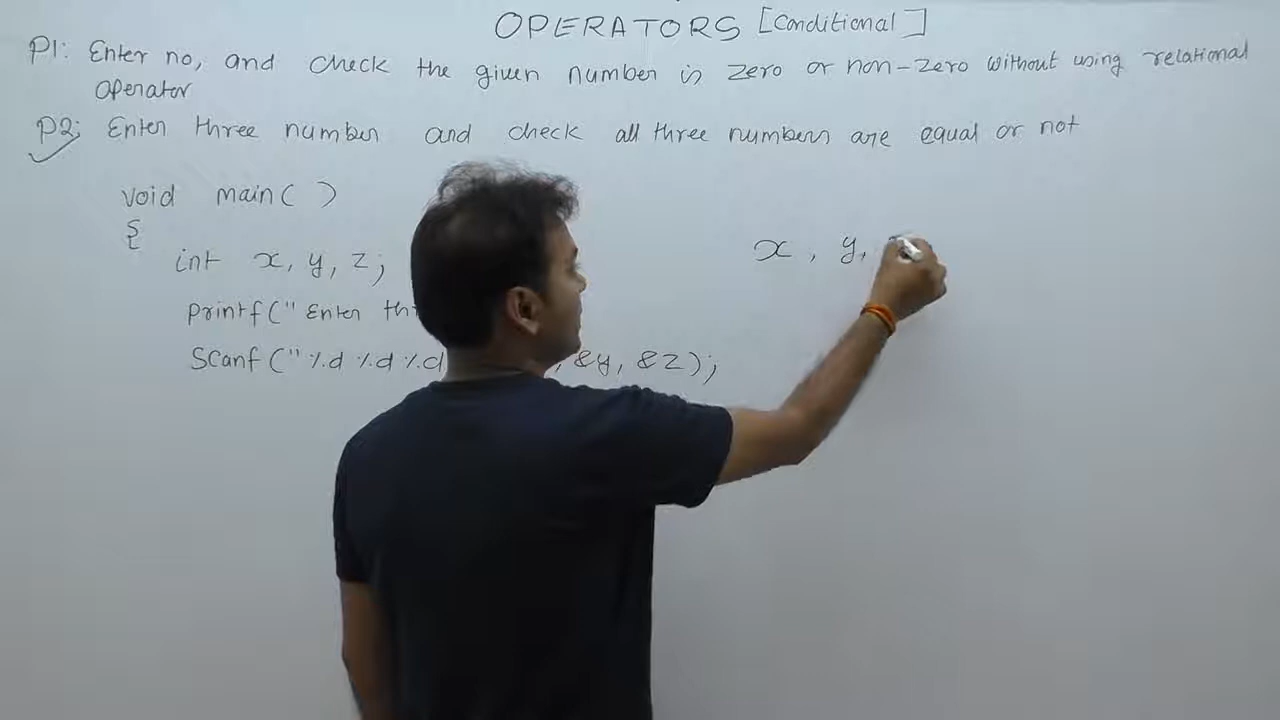 OPERATORS [Conditional]
P1: Enter no, and check the given number is zero or non-zero without using relational
operator
P2: Enter three number and check all three numbers are equal or not
void main( )
{
int x, y, z;
x, y,
printf(" Enter
scanf(" %d %d %d , &y, &z);